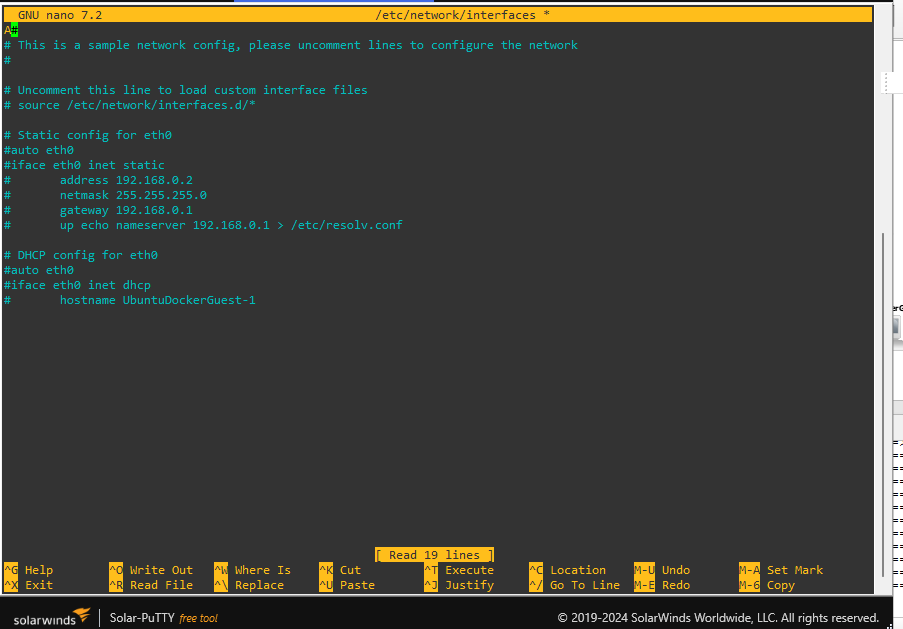 GNU nano 7.2 /etc/network/interfaces *
A#
# This is a sample network config, please uncomment lines to configure the network
#
# Uncomment this line to load custom interface files
# source /etc/network/interfaces.d/*
# Static config for eth0
#auto eth0
#iface eth0 inet static
#       address 192.168.0.2
#       netmask 255.255.255.0
#       gateway 192.168.0.1
#       up echo nameserver 192.168.0.1 > /etc/resolv.conf
# DHCP config for eth0
#auto eth0
#iface eth0 inet dhcp
#       hostname UbuntuDockerGuest-1
[ Read 19 lines ]
^G Help ^O Write Out ^W Where Is ^K Cut ^T Execute ^C Location M-U Undo M-A Set Mark
^X Exit ^R Read File ^\ Replace ^U Paste ^J Justify ^/ Go To Line M-E Redo M-6 Copy
solarwinds Solar-PuTTY free tool © 2019-2024 SolarWinds Worldwide, LLC. All rights reserved.